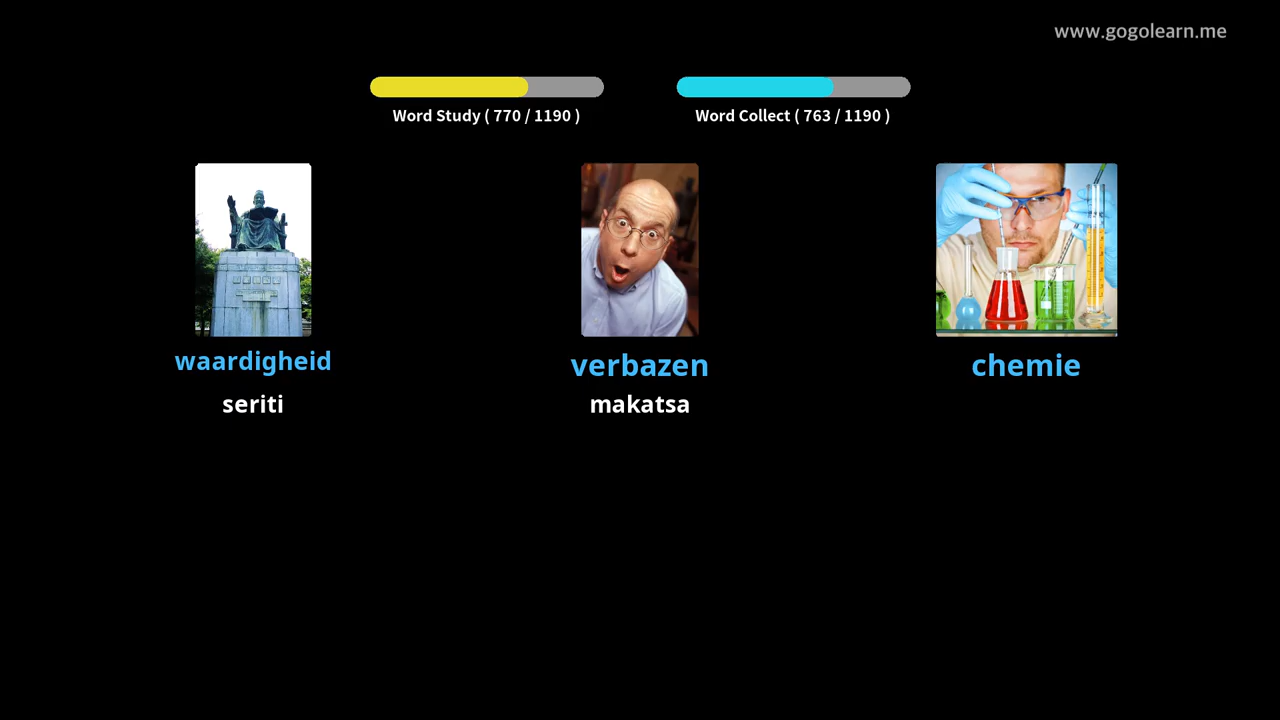 www.gogolearn.me
Word Study ( 770 / 1190 )
Word Collect ( 763 / 1190 )
waardigheid
verbazen
chemie
seriti
makatsa